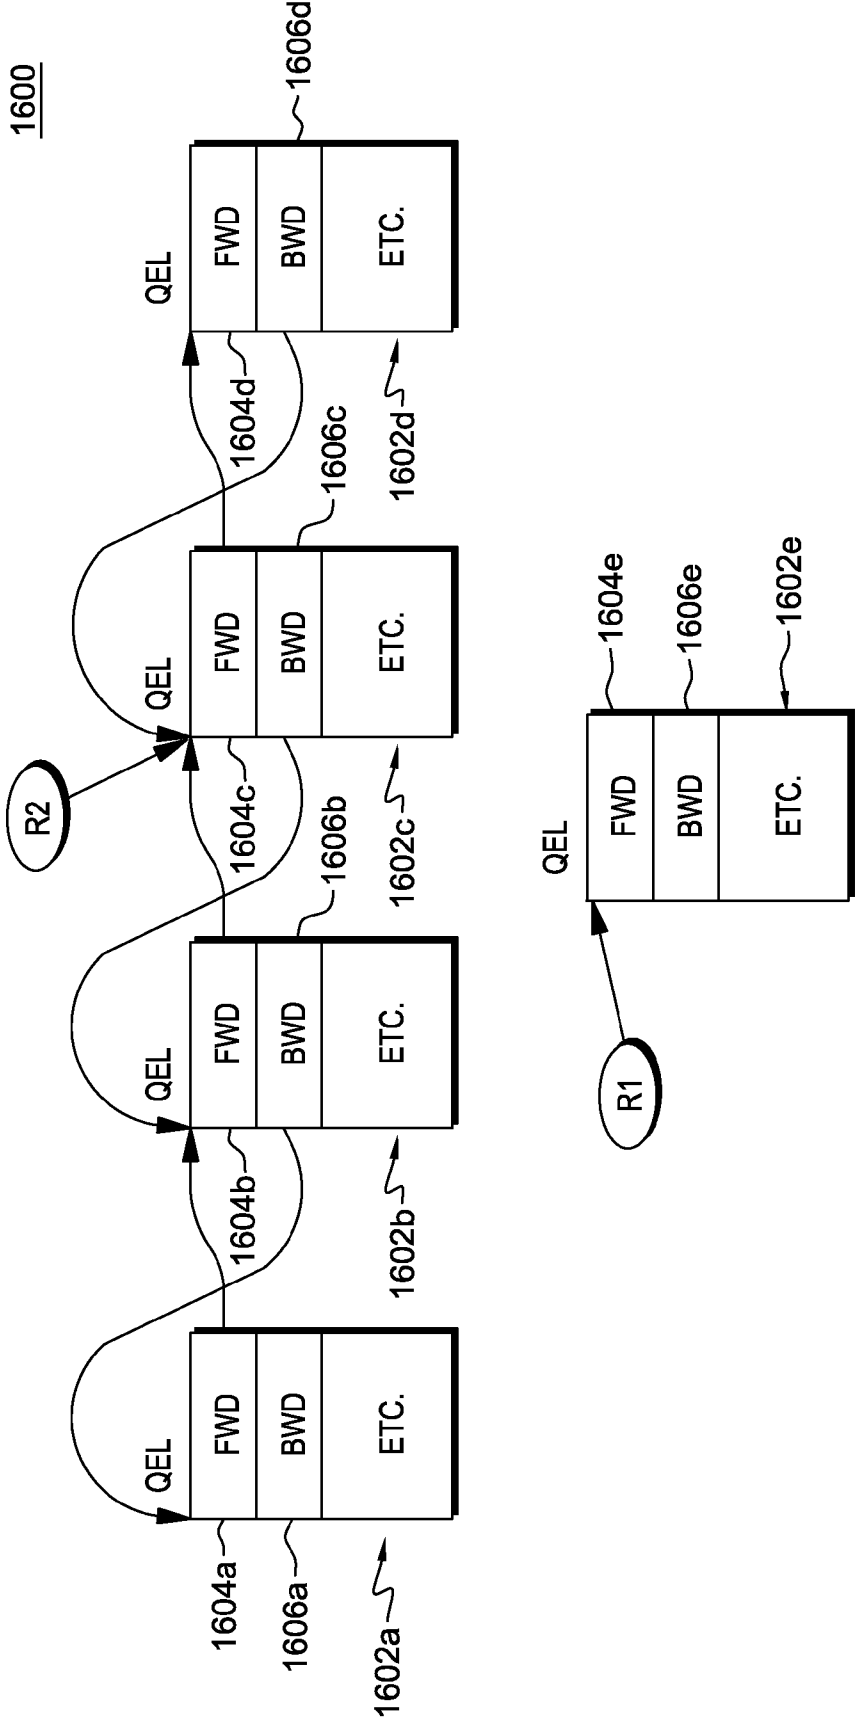 1600
R2
QEL
QEL
QEL
QEL
FWD
FWD
FWD
FWD
BWD
BWD
BWD
BWD
ETC.
ETC.
ETC.
ETC.
1604a
1606a
1602a
1604b
1606b
1602b
1604c
1606c
1602c
1604d
1606d
1602d
R1
QEL
FWD
BWD
ETC.
1604e
1606e
1602e